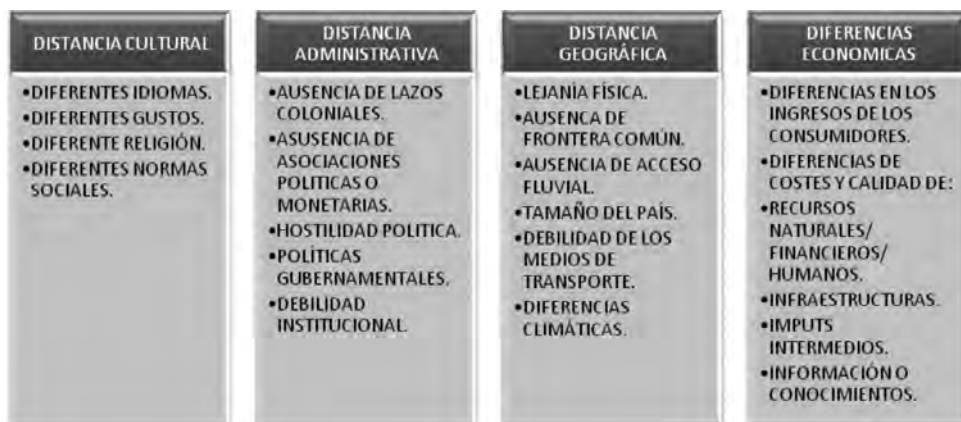 DISTANCIA CULTURAL
•DIFERENTES IDIOMAS.
•DIFERENTES GUSTOS.
•DIFERENTE RELIGIÓN.
•DIFERENTES NORMAS
SOCIALES.
DISTANCIA
ADMINISTRATIVA
•AUSENCIA DE LAZOS
COLONIALES.
•ASUSENCIA DE
ASOCIACIONES
POLITICAS O
MONETARIAS.
•HOSTILIDAD POLITICA.
•POLÍTICAS
GUBERNAMENTALES.
•DEBILIDAD
INSTITUCIONAL.
DISTANCIA
GEOGRÁFICA
•LEJANÌA FÍSICA.
•AUSENCA DE
FRONTERA COMÚN.
•AUSENCIA DE ACCESO
FLUVIAL.
•TAMAÑO DEL PAÍS.
•DEBILIDAD DE LOS
MEDIOS DE
TRANSPORTE.
•DIFERENCIAS
CLIMÁTICAS.
DIFERENCIAS
ECONOMICAS
•DIFERENCIAS EN LOS
INGRESOS DE LOS
CONSUMIDORES.
•DIFERENCIAS DE
COSTES Y CALIDAD DE:
•RECURSOS
NATURALES/
FINANCIEROS/
HUMANOS.
•INFRAESTRUCTURAS.
•IMPUTS
INTERMEDIOS.
•INFORMACIÓN O
CONOCIMIENTOS.